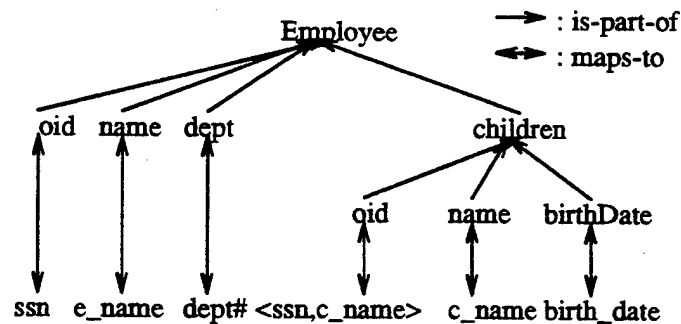 Employee
: is-part-of
: maps-to
oid name dept children
oid name birthDate
ssn e_name dept# <ssn,c_name> c_name birth_date